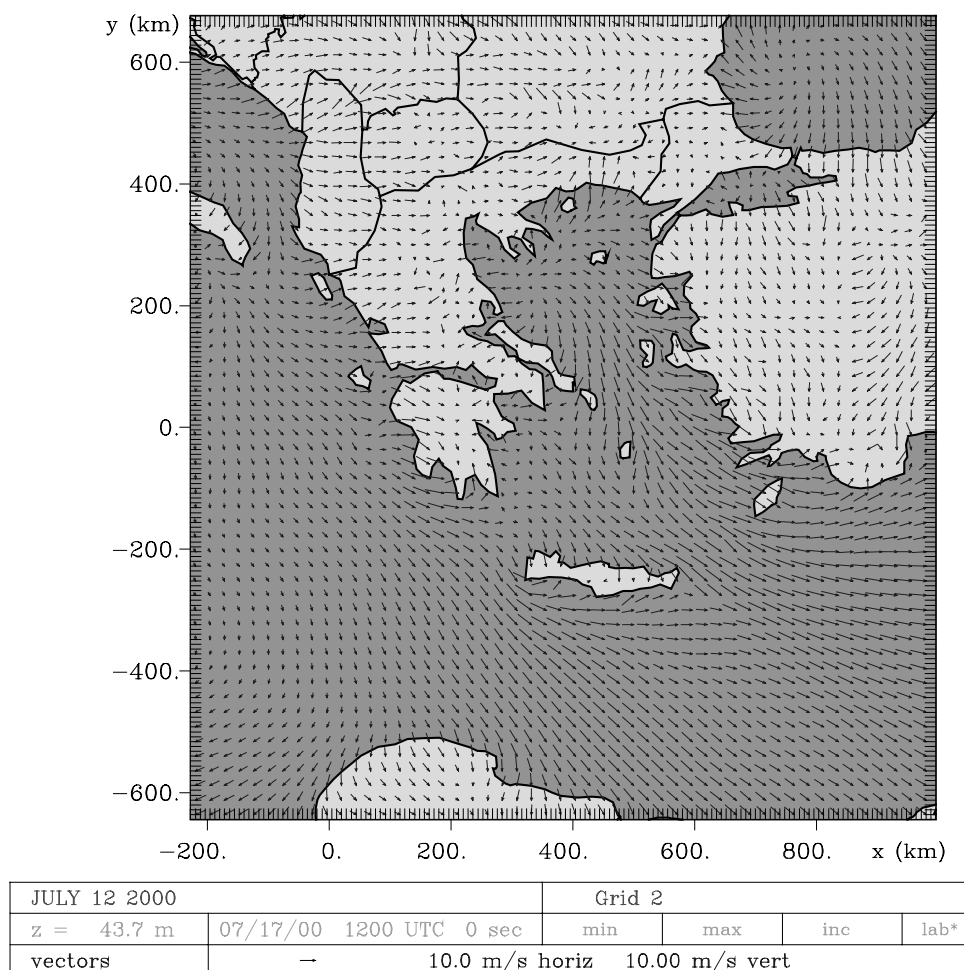 y (km)
600.
400.
200.
0.
−200.
−400.
−600.
−200. 0. 200. 400. 600. 800. x (km)
JULY 12 2000 Grid 2
z = 43.7 m 07/17/00 1200 UTC 0 sec min max inc lab*
vectors → 10.0 m/s horiz 10.00 m/s vert